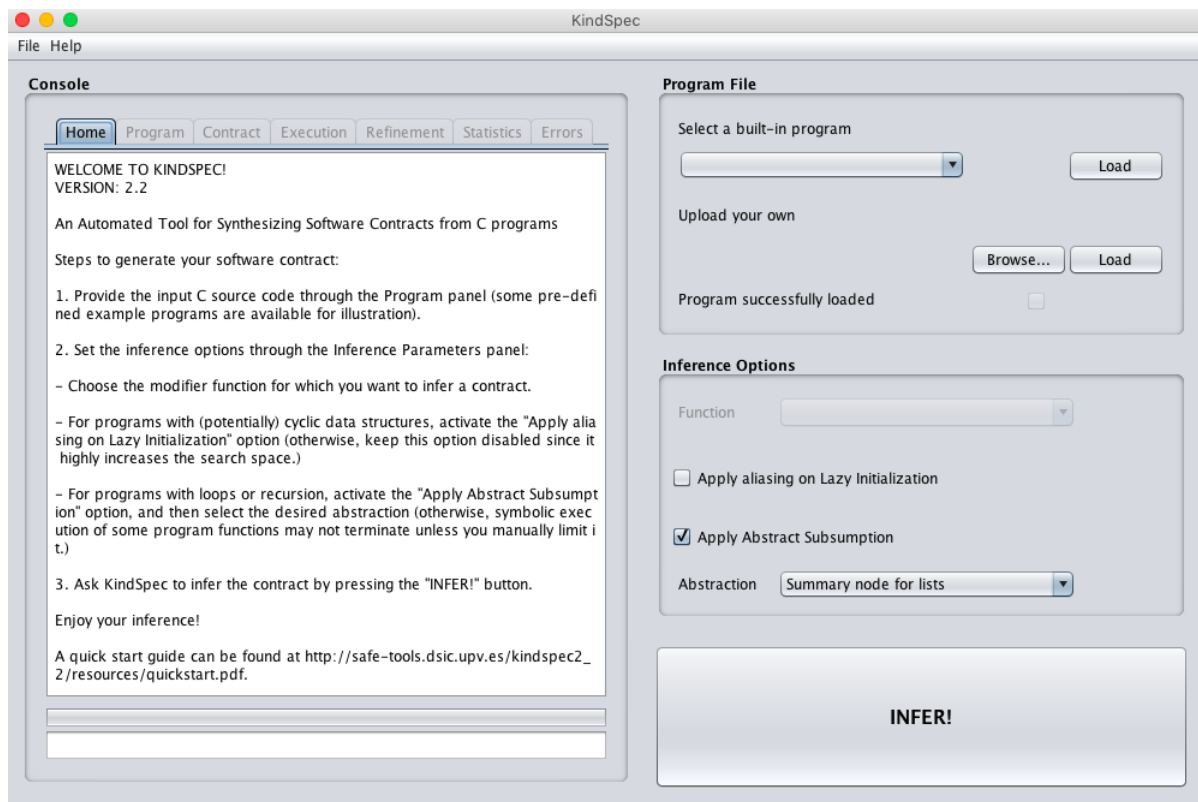 KindSpec
File Help
Console
Home Program Contract Execution Refinement Statistics Errors
WELCOME TO KINDSPEC!
VERSION: 2.2
An Automated Tool for Synthesizing Software Contracts from C programs
Steps to generate your software contract:
1. Provide the input C source code through the Program panel (some pre-defi
ned example programs are available for illustration).
2. Set the inference options through the Inference Parameters panel:
- Choose the modifier function for which you want to infer a contract.
- For programs with (potentially) cyclic data structures, activate the "Apply alia
sing on Lazy Initialization" option (otherwise, keep this option disabled since it
highly increases the search space.)
- For programs with loops or recursion, activate the "Apply Abstract Subsumpt
ion" option, and then select the desired abstraction (otherwise, symbolic exec
ution of some program functions may not terminate unless you manually limit i
t.)
3. Ask KindSpec to infer the contract by pressing the "INFER!" button.
Enjoy your inference!
A quick start guide can be found at http://safe-tools.dsic.upv.es/kindspec2_
2/resources/quickstart.pdf.
Program File
Select a built-in program
Load
Upload your own
Browse... Load
Program successfully loaded
Inference Options
Function
Apply aliasing on Lazy Initialization
Apply Abstract Subsumption
Abstraction Summary node for lists
INFER!